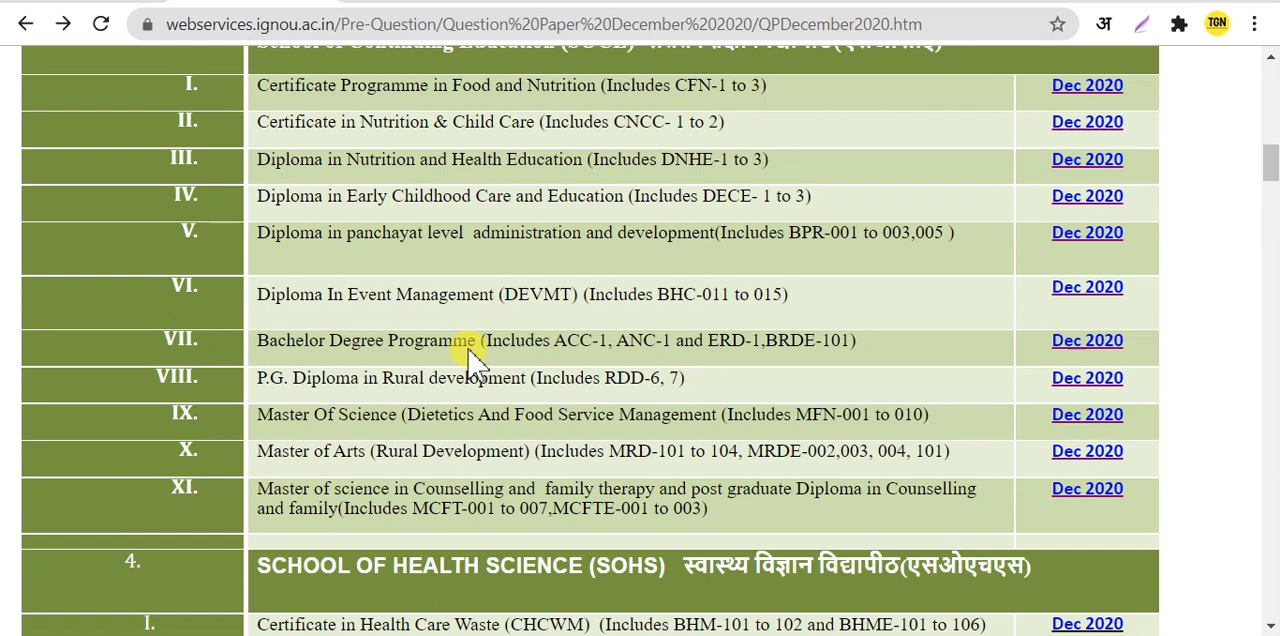 webservices.ignou.ac.in/Pre-Question/Question%20Paper%20December%202020/QPDecember2020.htm
अ
TGN
School of Continuing Education (SOCE)
I. Certificate Programme in Food and Nutrition (Includes CFN-1 to 3) Dec 2020
II. Certificate in Nutrition & Child Care (Includes CNCC- 1 to 2) Dec 2020
III. Diploma in Nutrition and Health Education (Includes DNHE-1 to 3) Dec 2020
IV. Diploma in Early Childhood Care and Education (Includes DECE- 1 to 3) Dec 2020
V. Diploma in panchayat level administration and development(Includes BPR-001 to 003,005 ) Dec 2020
VI. Diploma In Event Management (DEVMT) (Includes BHC-011 to 015) Dec 2020
VII. Bachelor Degree Programme (Includes ACC-1, ANC-1 and ERD-1,BRDE-101) Dec 2020
VIII. P.G. Diploma in Rural development (Includes RDD-6, 7) Dec 2020
IX. Master Of Science (Dietetics And Food Service Management (Includes MFN-001 to 010) Dec 2020
X. Master of Arts (Rural Development) (Includes MRD-101 to 104, MRDE-002,003, 004, 101) Dec 2020
XI. Master of science in Counselling and family therapy and post graduate Diploma in Counselling Dec 2020
and family(Includes MCFT-001 to 007,MCFTE-001 to 003)
4. SCHOOL OF HEALTH SCIENCE (SOHS) स्वास्थ्य विज्ञान विद्यापीठ(एसओएचएस)
I. Certificate in Health Care Waste (CHCWM) (Includes BHM-101 to 102 and BHME-101 to 106) Dec 2020